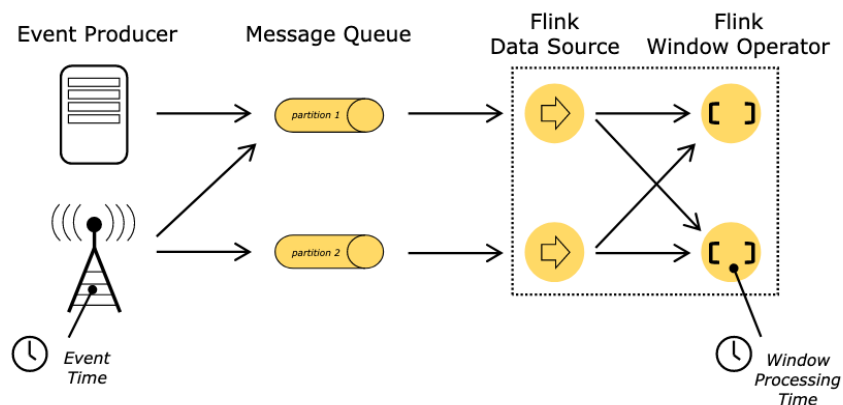 Event Producer
Message Queue
Flink
Data Source
Flink
Window Operator
partition 1
partition 2
Event
Time
Window
Processing
Time